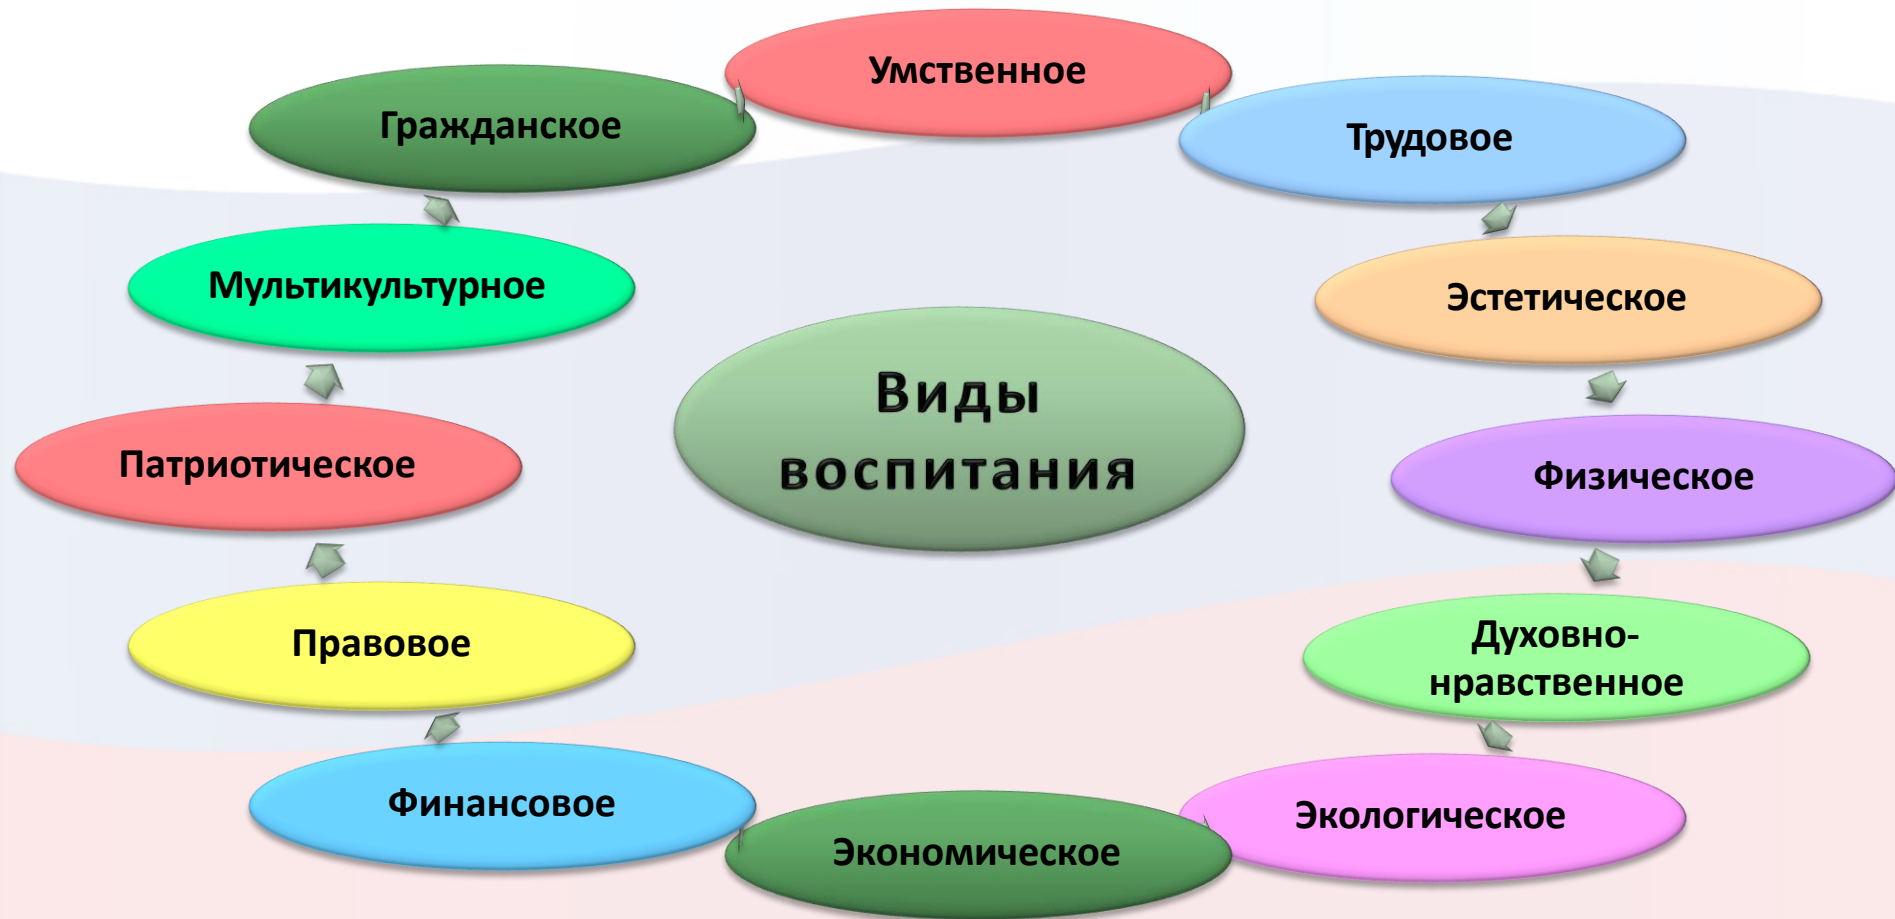 Умственное
Гражданское
Трудовое
Мультикультурное
Эстетическое
Виды
воспитания
Патриотическое
Физическое
Правовое
Духовно-
нравственное
Финансовое
Экологическое
Экономическое